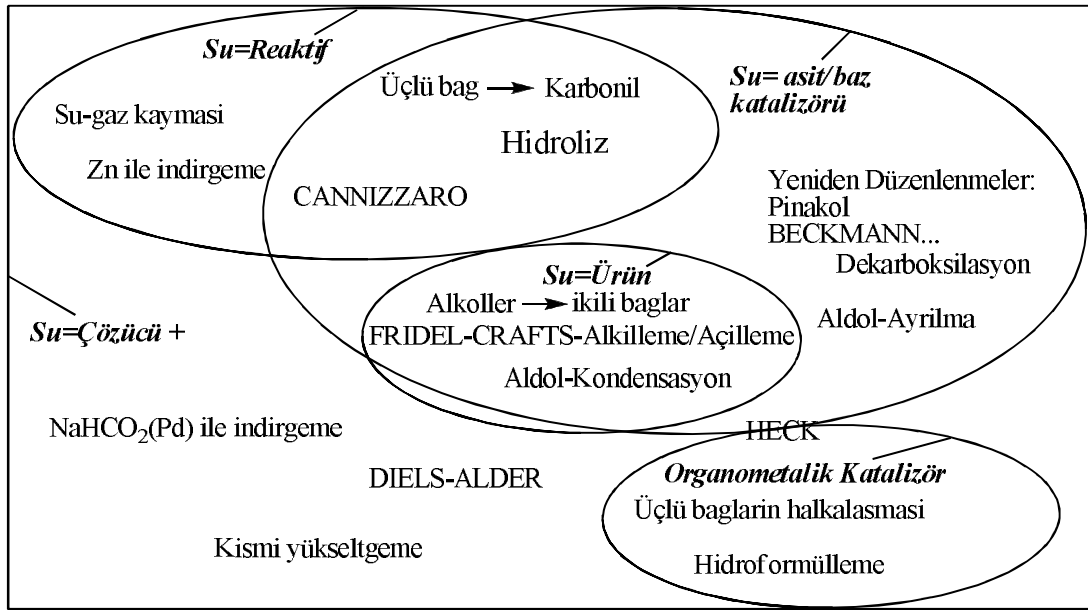 Su=Reaktif
Üçlü bag → Karbonil
Su= asit/baz
katalizörü
Su-gaz kaymasi
Hidroliz
Zn ile indirgeme
CANNIZZARO
Yeniden Düzenlenmeler:
Pinakol
BECKMANN...
Dekarboksilasyon
Su=Ürün
Alkoller → ikili baglar
Su=Çözücü +
FRIDEL-CRAFTS-Alkilleme/Açilleme
Aldol-Ayrilma
Aldol-Kondensasyon
NaHCO₂(Pd) ile indirgeme
HECK
DIELS-ALDER
Organometalik Katalizör
Üçlü baglarin halkalasmasi
Kismi yükseltgeme
Hidroformülleme